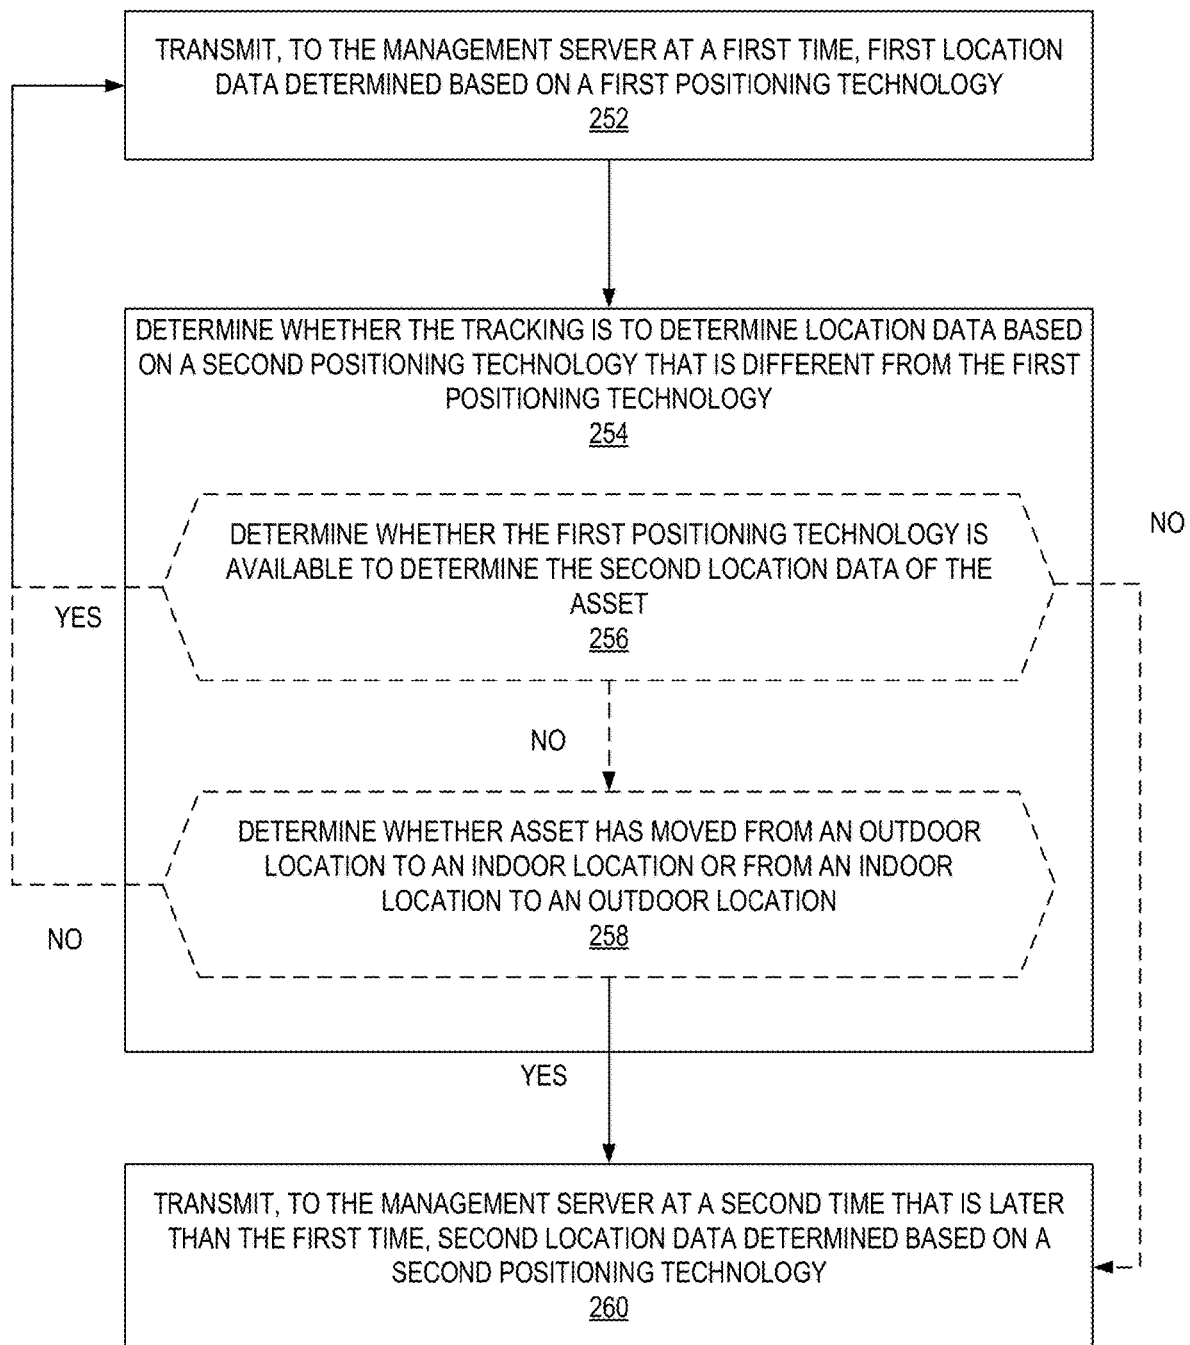 TRANSMIT, TO THE MANAGEMENT SERVER AT A FIRST TIME, FIRST LOCATION
DATA DETERMINED BASED ON A FIRST POSITIONING TECHNOLOGY
252
DETERMINE WHETHER THE TRACKING IS TO DETERMINE LOCATION DATA BASED
ON A SECOND POSITIONING TECHNOLOGY THAT IS DIFFERENT FROM THE FIRST
POSITIONING TECHNOLOGY
254
DETERMINE WHETHER THE FIRST POSITIONING TECHNOLOGY IS
AVAILABLE TO DETERMINE THE SECOND LOCATION DATA OF THE
ASSET
256
NO
YES
NO
DETERMINE WHETHER ASSET HAS MOVED FROM AN OUTDOOR
LOCATION TO AN INDOOR LOCATION OR FROM AN INDOOR
LOCATION TO AN OUTDOOR LOCATION
258
NO
YES
TRANSMIT, TO THE MANAGEMENT SERVER AT A SECOND TIME THAT IS LATER
THAN THE FIRST TIME, SECOND LOCATION DATA DETERMINED BASED ON A
SECOND POSITIONING TECHNOLOGY
260